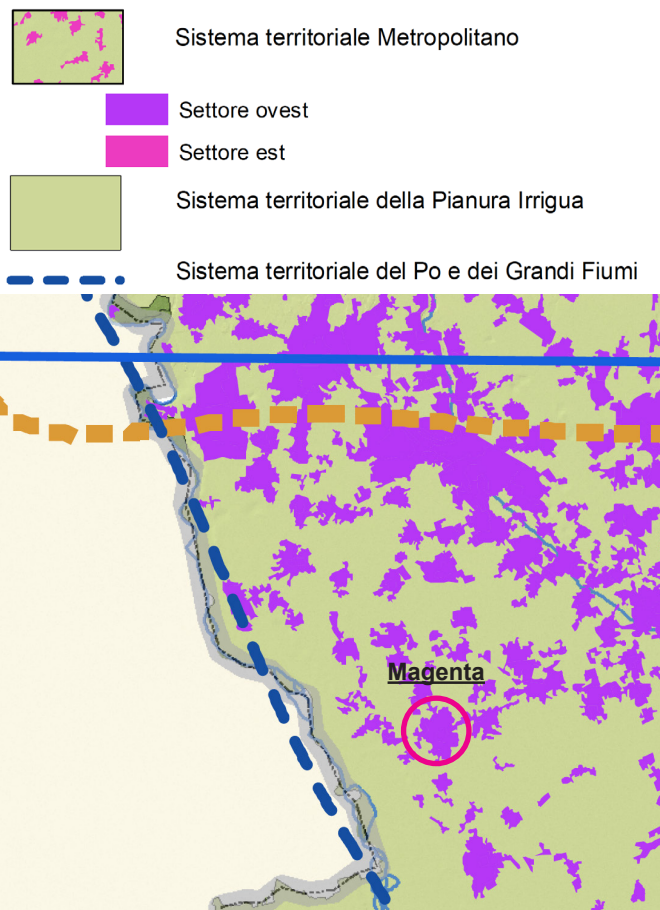 Sistema territoriale Metropolitano
Settore ovest
Settore est
Sistema territoriale della Pianura Irrigua
Sistema territoriale del Po e dei Grandi Fiumi
Magenta